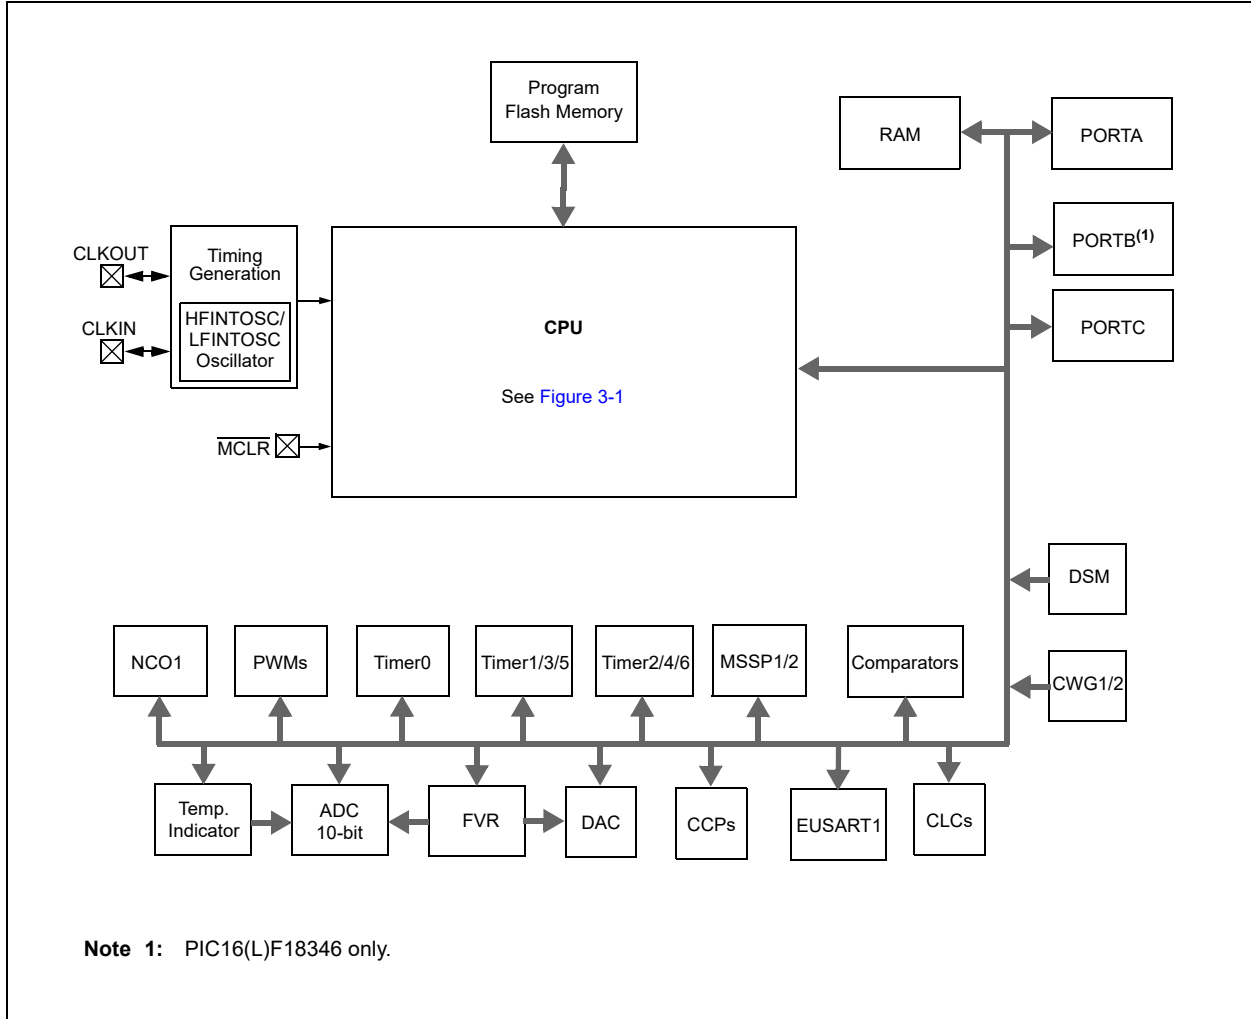 Program
Flash Memory
RAM
PORTA
PORTB(1)
PORTC
CLKOUT
CLKIN
Timing
Generation
HFINTOSC/
LFINTOSC
Oscillator
MCLR
CPU
See Figure 3-1
DSM
CWG1/2
NCO1
PWMs
Timer0
Timer1/3/5
Timer2/4/6
MSSP1/2
Comparators
Temp.
Indicator
ADC
10-bit
FVR
DAC
CCPs
EUSART1
CLCs
Note 1: PIC16(L)F18346 only.